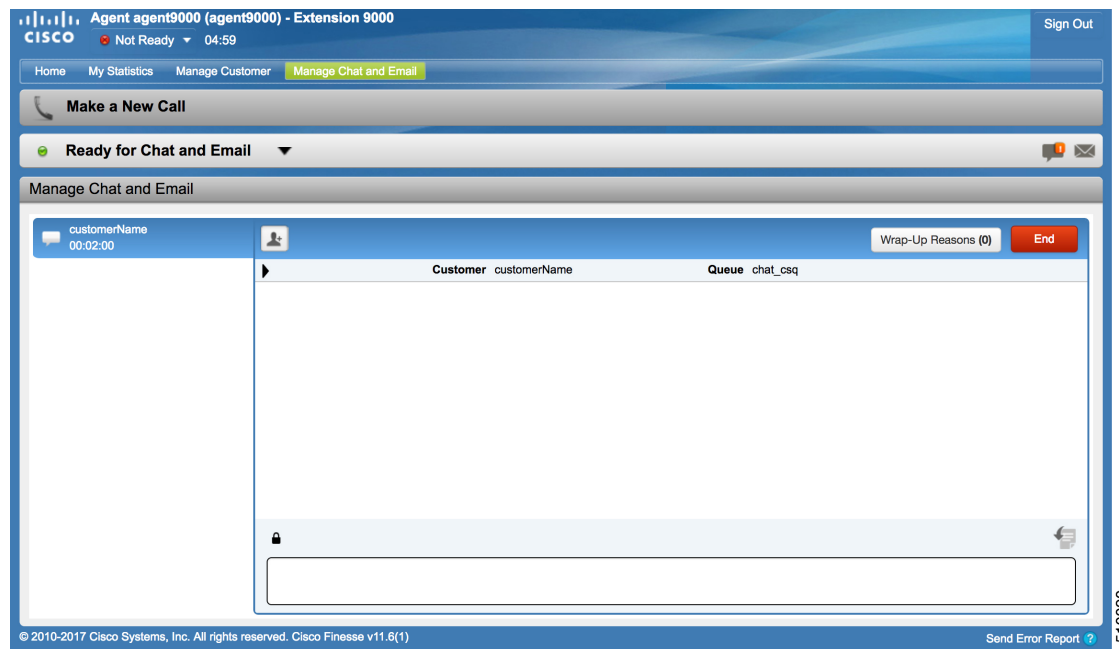 Agent agent9000 (agent9000) - Extension 9000
Sign Out
CISCO
Not Ready 04:59
Home My Statistics Manage Customer Manage Chat and Email
Make a New Call
Ready for Chat and Email
Manage Chat and Email
customerName
00:02:00
Wrap-Up Reasons (0) End
Customer customerName Queue chat_csq
© 2010-2017 Cisco Systems, Inc. All rights reserved. Cisco Finesse v11.6(1)
Send Error Report ?